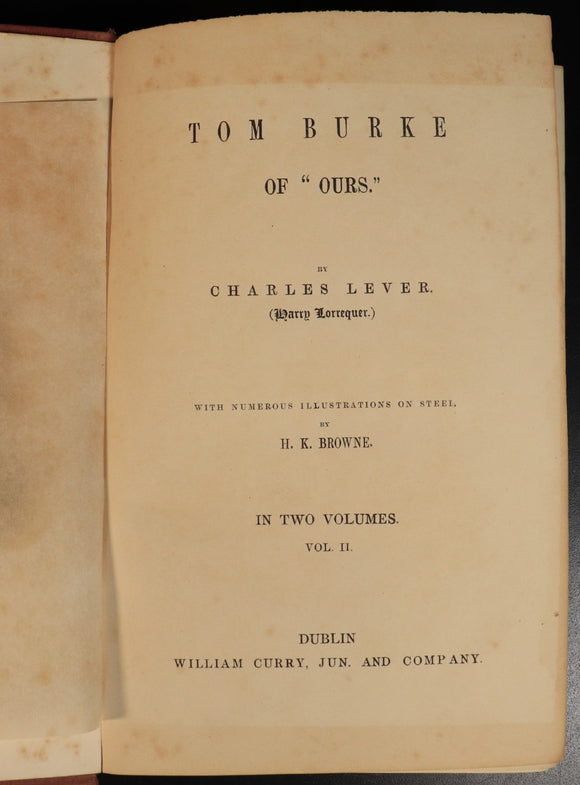 TOM BURKE
OF "OURS."
BY
CHARLES LEVER.
(Harry Lorrequer.)
WITH NUMEROUS ILLUSTRATIONS ON STEEL,
BY
H. K. BROWNE.
IN TWO VOLUMES.
VOL. II.
DUBLIN
WILLIAM CURRY, JUN. AND COMPANY.